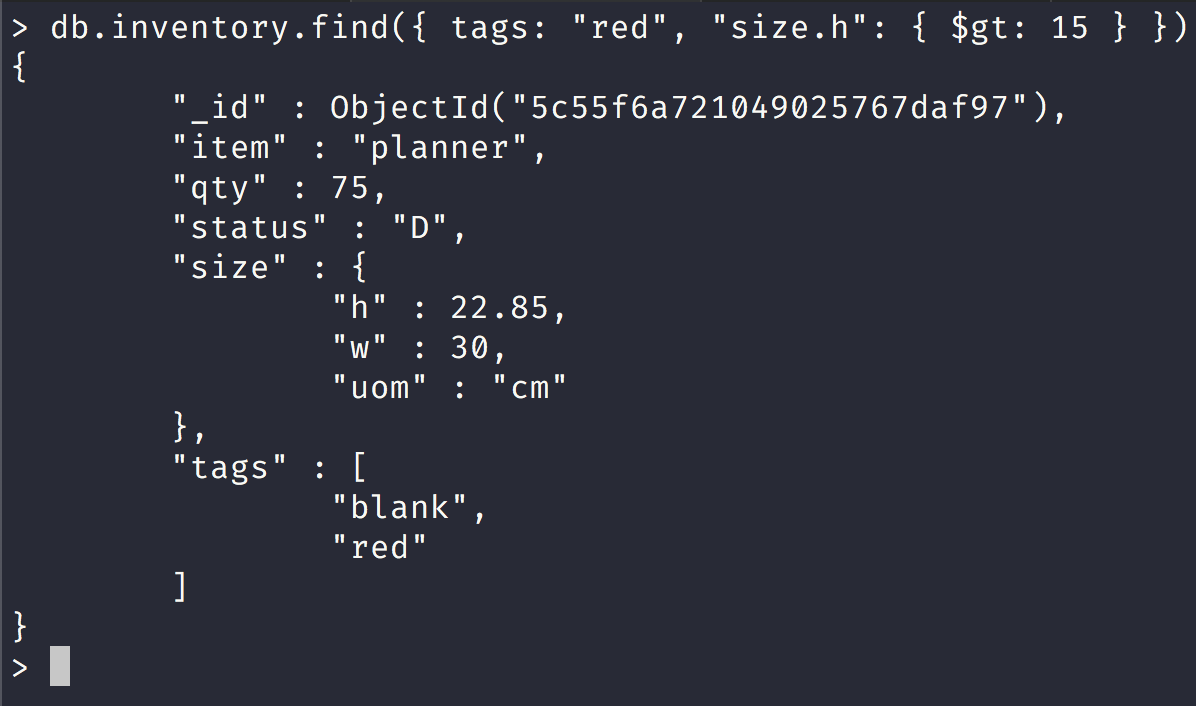 > db.inventory.find({ tags: "red", "size.h": { $gt: 15 } })
{
        "_id" : ObjectId("5c55f6a721049025767daf97"),
        "item" : "planner",
        "qty" : 75,
        "status" : "D",
        "size" : {
                "h" : 22.85,
                "w" : 30,
                "uom" : "cm"
        },
        "tags" : [
                "blank",
                "red"
        ]
}
>